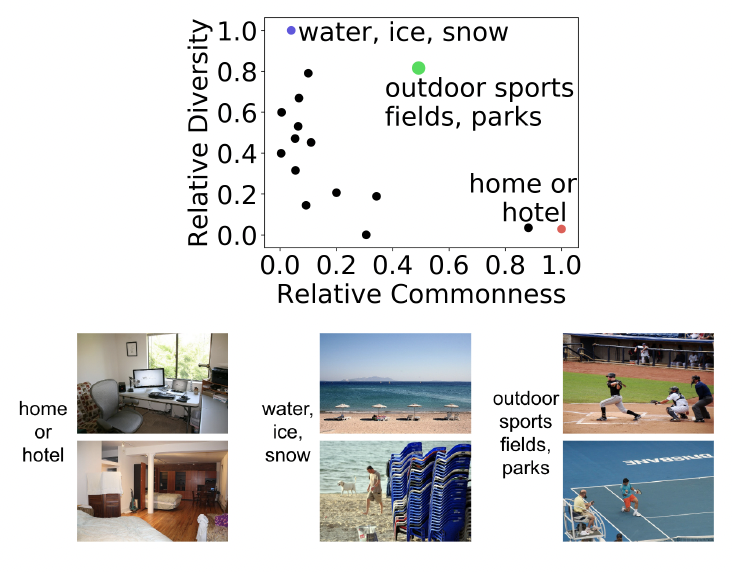 Relative Diversity
1.0
0.8
0.6
0.4
0.2
0.0
water, ice, snow
outdoor sports
fields, parks
home or
hotel
0.0 0.2 0.4 0.6 0.8 1.0
Relative Commonness
home
or
hotel
water,
ice,
snow
outdoor
sports
fields,
parks
BRISBANE